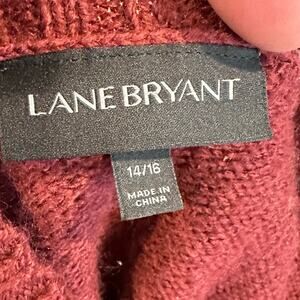 LANE BRYANT
14/16
MADE IN
CHINA